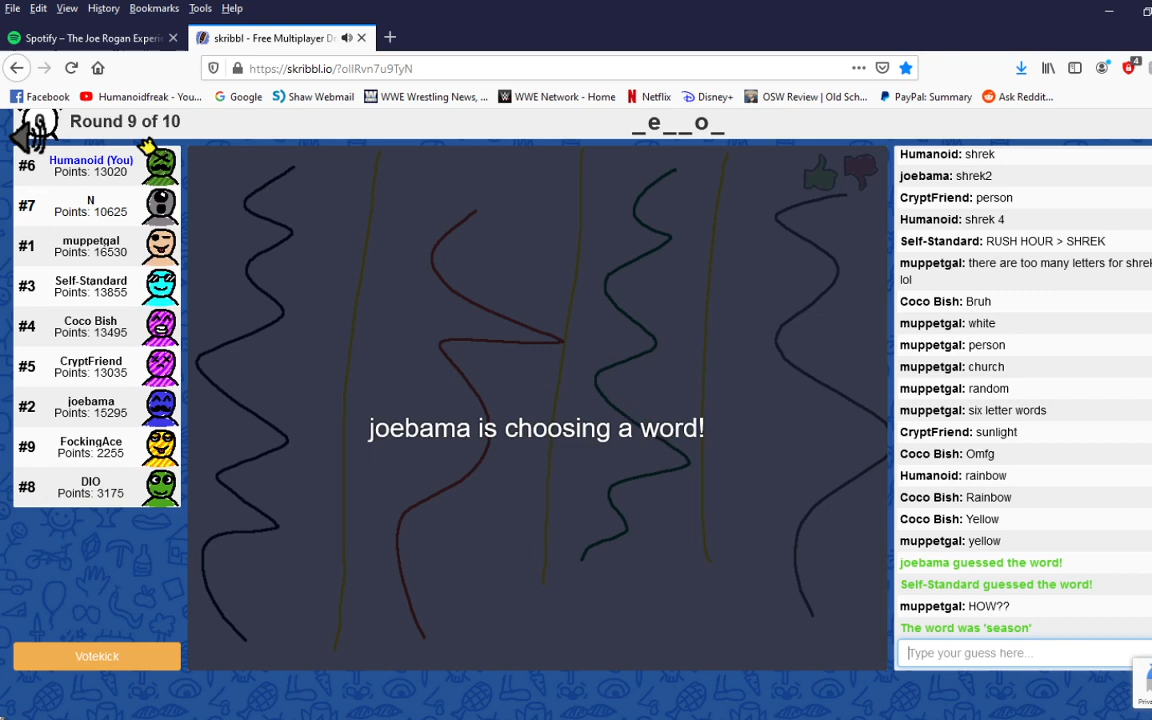 File Edit View History Bookmarks Tools Help
Spotify – The Joe Rogan Experi
skribbl - Free Multiplayer Dr
https://skribbl.io/?olIRvn7u9TyN
4
Facebook Humanoidfreak - You... Google Shaw Webmail WWE Wrestling News, ... WWE Network - Home Netflix Disney+ OSW Review | Old Sch... PayPal: Summary Ask Reddit...
0 Round 9 of 10
_e__o_
#6 Humanoid (You)
Points: 13020
#7 N
Points: 10625
#1 muppetgal
Points: 16530
#3 Self-Standard
Points: 13855
#4 Coco Bish
Points: 13495
#5 CryptFriend
Points: 13035
#2 joebama
Points: 15295
#9 FockingAce
Points: 2255
#8 DIO
Points: 3175
Votekick
joebama is choosing a word!
Humanoid: shrek
joebama: shrek2
CryptFriend: person
Humanoid: shrek 4
Self-Standard: RUSH HOUR > SHREK
muppetgal: there are too many letters for shrek
lol
Coco Bish: Bruh
muppetgal: white
muppetgal: person
muppetgal: church
muppetgal: random
muppetgal: six letter words
CryptFriend: sunlight
Coco Bish: Omfg
Humanoid: rainbow
Coco Bish: Rainbow
Coco Bish: Yellow
muppetgal: yellow
joebama guessed the word!
Self-Standard guessed the word!
muppetgal: HOW??
The word was 'season'
Type your guess here...